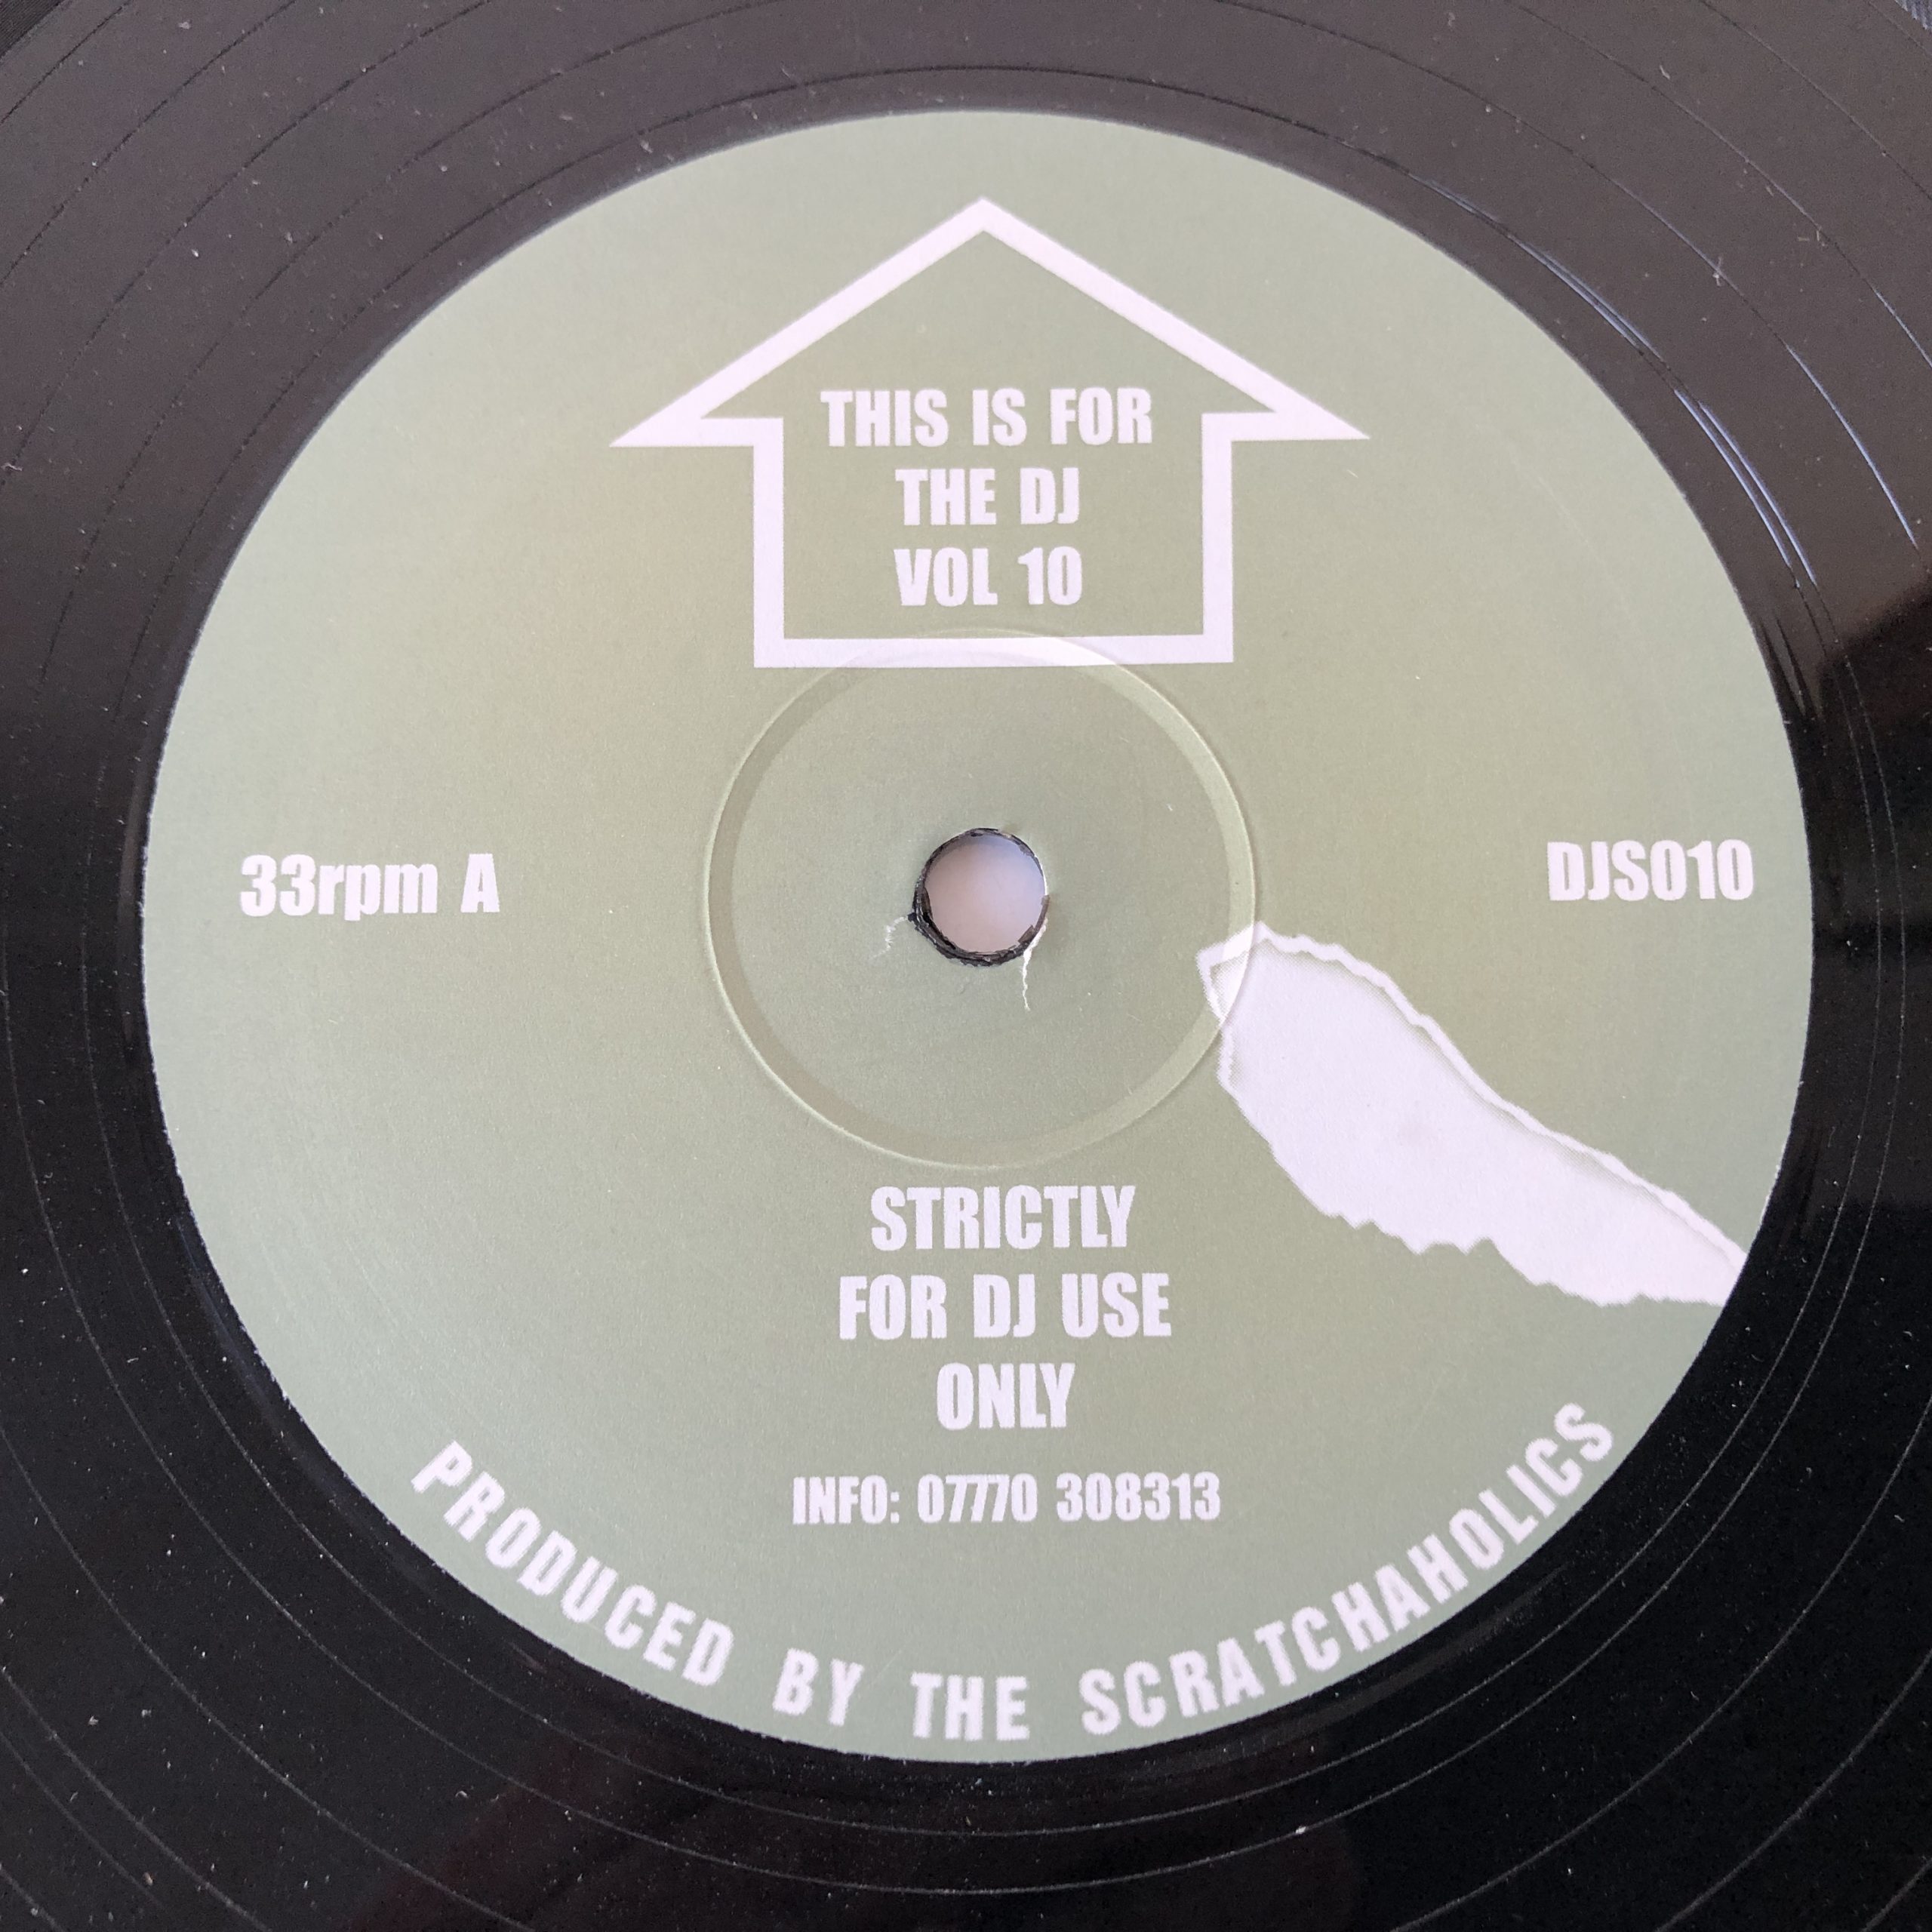 THIS IS FOR
THE DJ
VOL 10
33rpm A
DJS010
STRICTLY
FOR DJ USE
ONLY
INFO: 07770 308313
PRODUCED BY THE SCRATCHAHOLICS